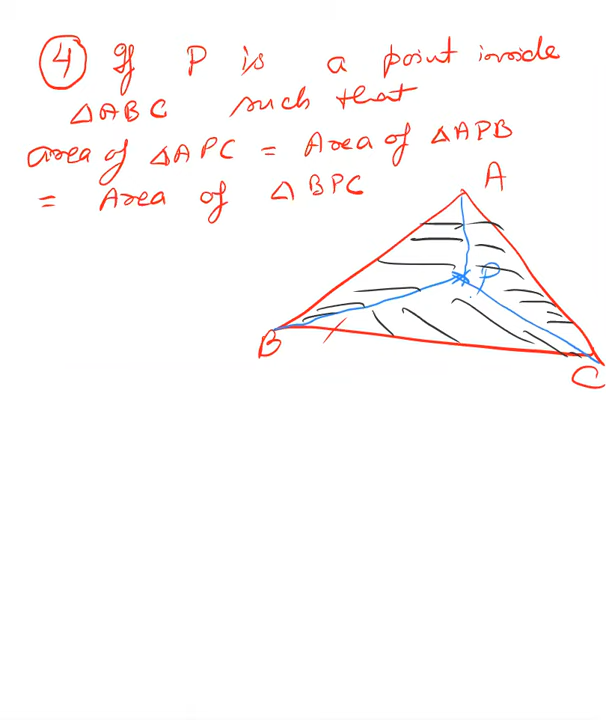 ④ If P is a point inside
△ABC such that
area of △APC = Area of △APB
= Area of △BPC
A
P
B
C